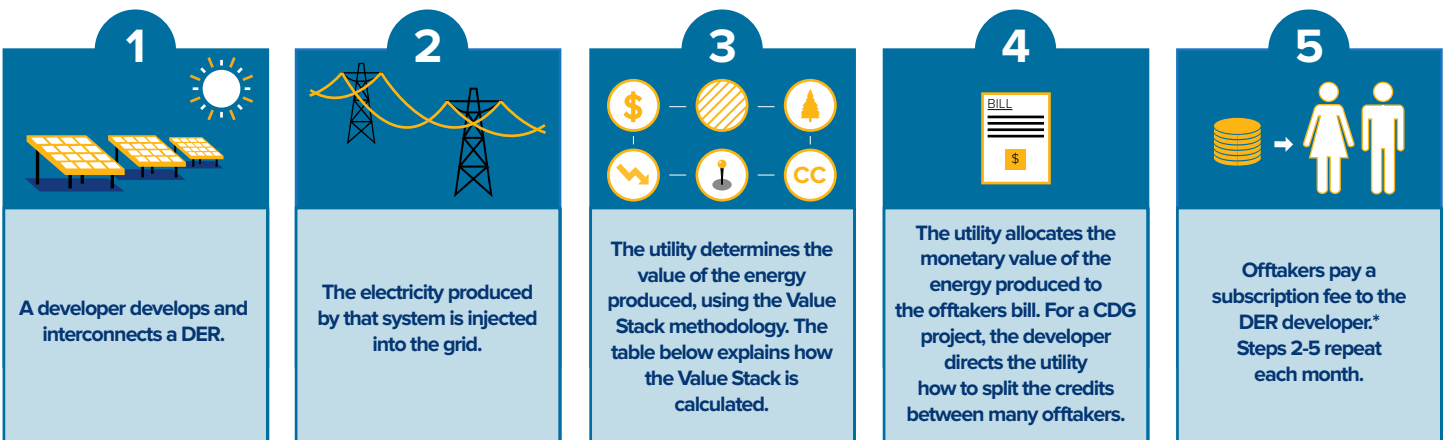 1
A developer develops and
interconnects a DER.
2
The electricity produced
by that system is injected
into the grid.
3
$
CC
The utility determines the
value of the energy
produced, using the Value
Stack methodology. The
table below explains how
the Value Stack is
calculated.
4
BILL
$
The utility allocates the
monetary value of the
energy produced to
the offtakers bill. For a CDG
project, the developer
directs the utility
how to split the credits
between many offtakers.
5
Offtakers pay a
subscription fee to the
DER developer.*
Steps 2-5 repeat
each month.